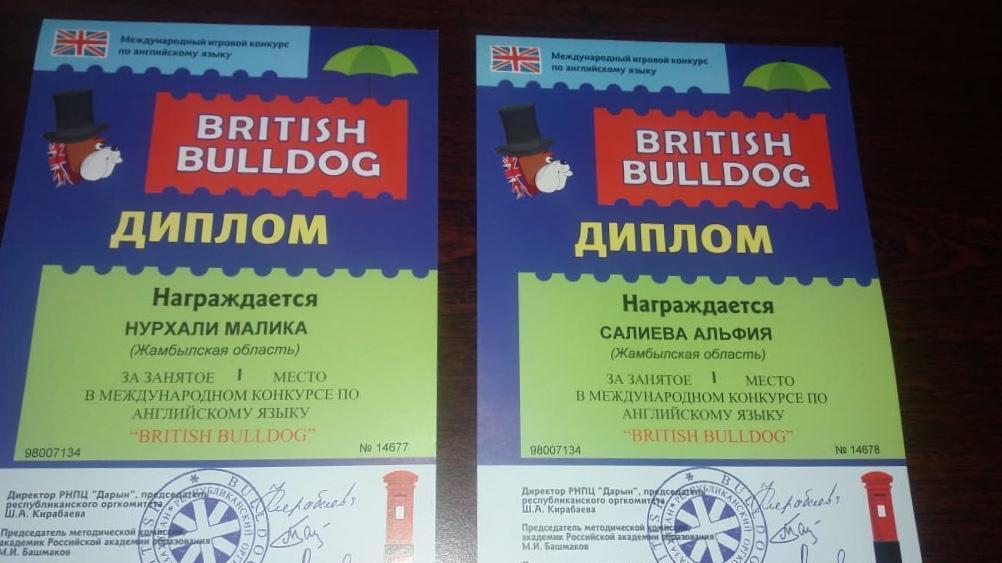 Международный игровой конкурс
по английскому языку
BRITISH
BULLDOG
ДИПЛОМ
Награждается
НУРХАЛИ МАЛИКА
(Жамбылская область)
ЗА ЗАНЯТОЕ I МЕСТО
В МЕЖДУНАРОДНОМ КОНКУРСЕ ПО
АНГЛИЙСКОМУ ЯЗЫКУ
“BRITISH BULLDOG”
98007134 № 14677
Директор РНПЦ "Дарын", председатель
республиканского оргкомитета
Ш.А. Кирабаева
Председатель методической комиссии,
академик Российской академии образования
М.И. Башмаков
Международный игровой конкурс
по английскому языку
BRITISH
BULLDOG
ДИПЛОМ
Награждается
САЛИЕВА АЛЬФИЯ
(Жамбылская область)
ЗА ЗАНЯТОЕ I МЕСТО
В МЕЖДУНАРОДНОМ КОНКУРСЕ ПО
АНГЛИЙСКОМУ ЯЗЫКУ
“BRITISH BULLDOG”
98007134 № 14678
Директор РНПЦ "Дарын", председатель
республиканского оргкомитета
Ш.А. Кирабаева
Председатель методической комиссии,
академик Российской академии образования
М.И. Башмаков